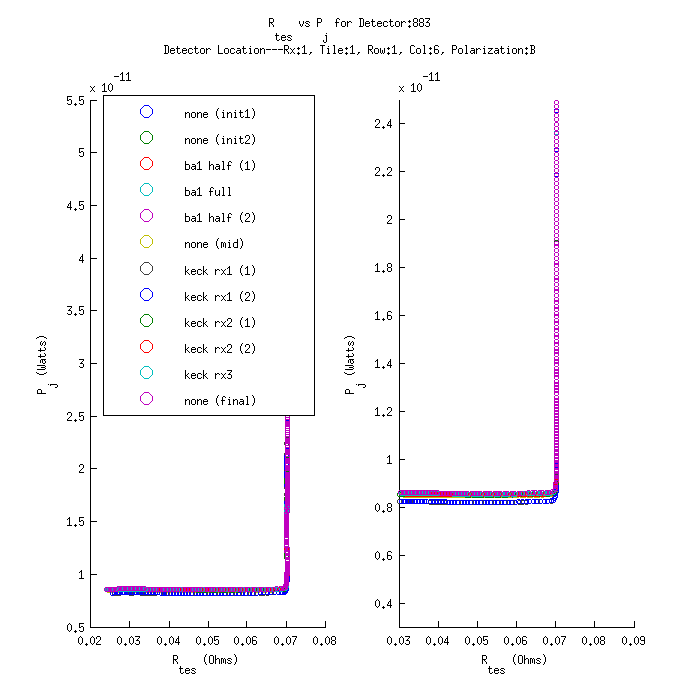 R_tes vs P_j for Detector:883
Detector Location---Rx:1, Tile:1, Row:1, Col:6, Polarization:B
x 10^-11
5.5
5
4.5
4
3.5
3
2.5
2
1.5
1
0.5
P_j (Watts)
none (init1)
none (init2)
ba1 half (1)
ba1 full
ba1 half (2)
none (mid)
keck rx1 (1)
keck rx1 (2)
keck rx2 (1)
keck rx2 (2)
keck rx3
none (final)
0.02 0.03 0.04 0.05 0.06 0.07 0.08
R_tes (Ohms)
x 10^-11
2.4
2.2
2
1.8
1.6
1.4
1.2
1
0.8
0.6
0.4
P_j (Watts)
0.03 0.04 0.05 0.06 0.07 0.08 0.09
R_tes (Ohms)